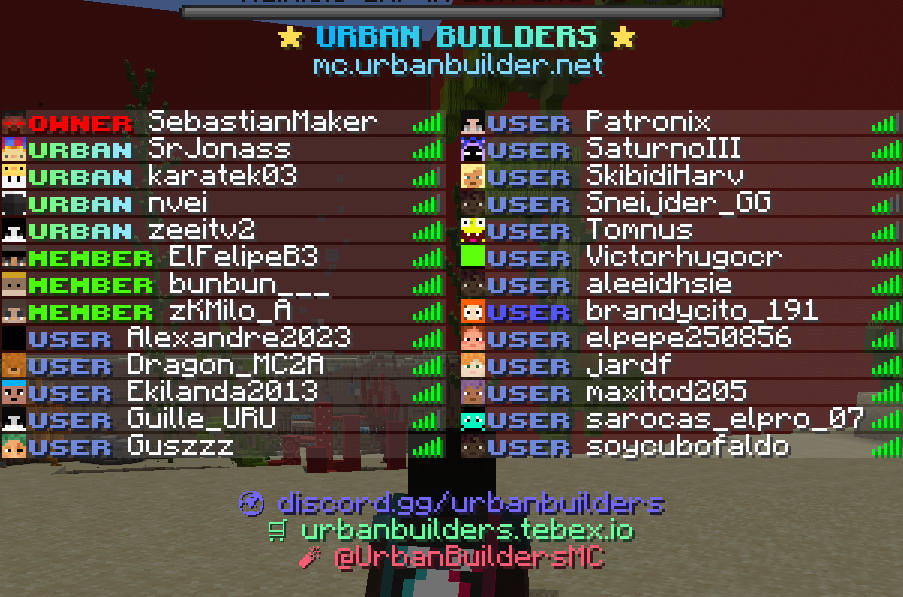 URBAN BUILDERS
mc.urbanbuilder.net
OWNER SebastianMaker
URBAN SrJonass
URBAN karatek03
URBAN nvei
URBAN zeeitv2
MEMBER ElFelipeB3
MEMBER bunbun___
MEMBER zKMilo_A
USER Alexandre2023
USER Dragon_MC2A
USER Ekilanda2013
USER Guille_URU
USER Guszzz
USER Patronix
USER SaturnoIII
USER SkibidiHarv
USER Sneijder_GG
USER Tomnus
USER Victorhugocr
USER aleeidhsie
USER brandycito_191
USER elpepe250856
USER jardf
USER maxitod205
USER sarocas_elpro_07
USER soycubofaldo
discord.gg/urbanbuilders
urbanbuilders.tebex.io
@UrbanBuildersMC